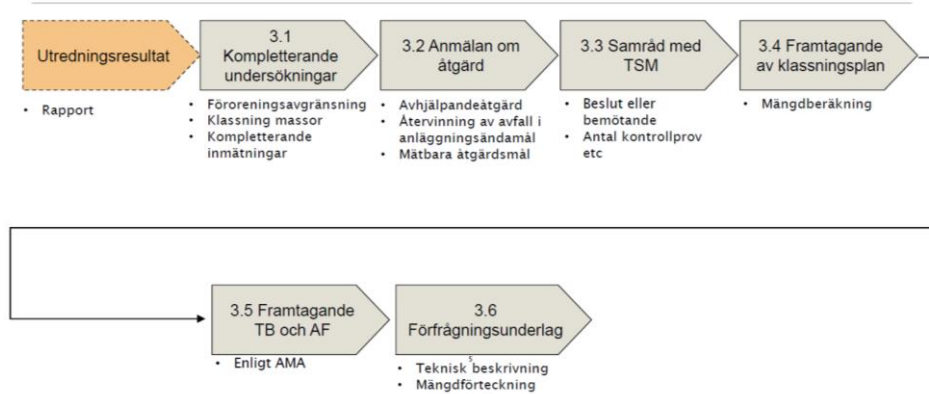 Utredningsresultat
• Rapport
3.1
Kompletterande
undersökningar
• Föroreningsavgränsning
• Klassning massor
• Kompletterande
inmätningar
3.2 Anmälan om
åtgärd
• Avhjälpandeåtgärd
• Återvinning av avfall i
anläggningsändamål
• Mätbara åtgärdsmål
3.3 Samråd med
TSM
• Beslut eller
bemötande
• Antal kontrollprov
etc
3.4 Framtagande
av klassningsplan
• Mängdberäkning
3.5 Framtagande
TB och AF
• Enligt AMA
3.6
Förfrågningsunderlag
5
• Teknisk beskrivning
• Mängdförteckning